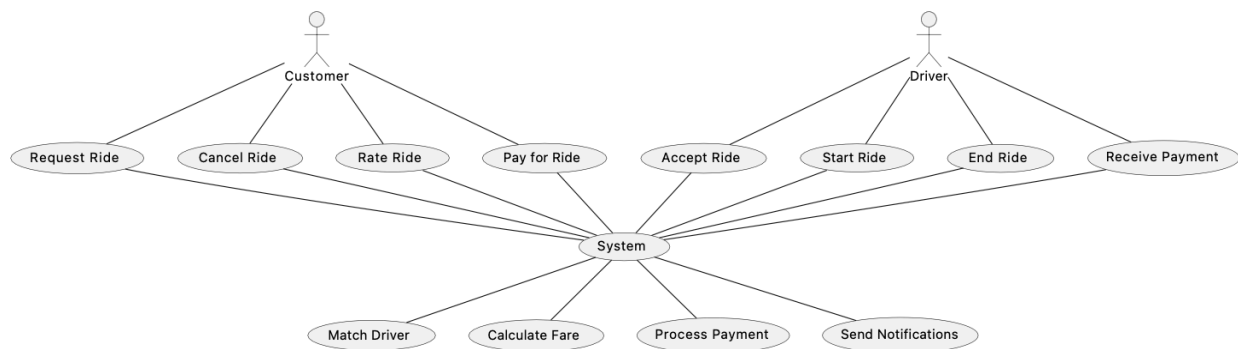 Customer
Driver
Request Ride
Cancel Ride
Rate Ride
Pay for Ride
Accept Ride
Start Ride
End Ride
Receive Payment
System
Match Driver
Calculate Fare
Process Payment
Send Notifications